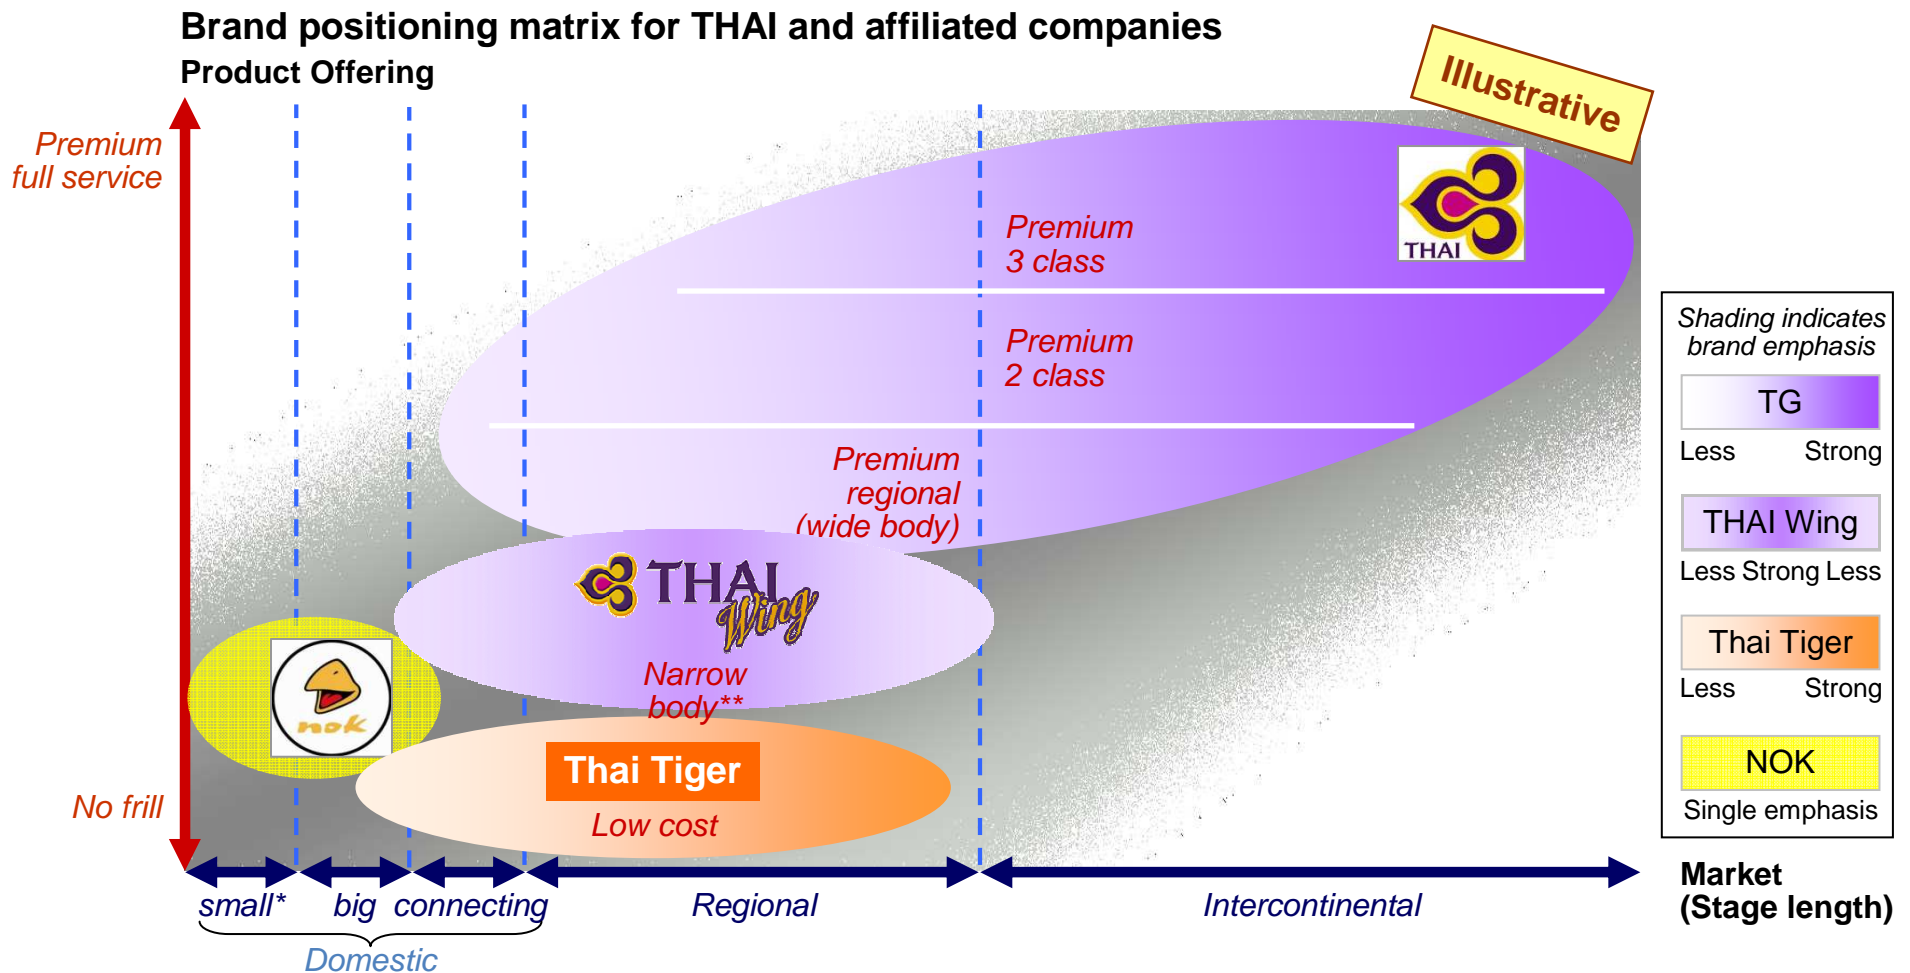 Brand positioning matrix for THAI and affiliated companies
Product Offering
Illustrative
Premium
full service
THAI
Premium
3 class
Premium
2 class
Premium
regional
(wide body)
THAI
Wing
Narrow
body**
nok
Thai Tiger
Low cost
No frill
small*
big
connecting
Regional
Intercontinental
Domestic
Market
(Stage length)
Shading indicates
brand emphasis
TG
Less Strong
THAI Wing
Less Strong Less
Thai Tiger
Less Strong
NOK
Single emphasis